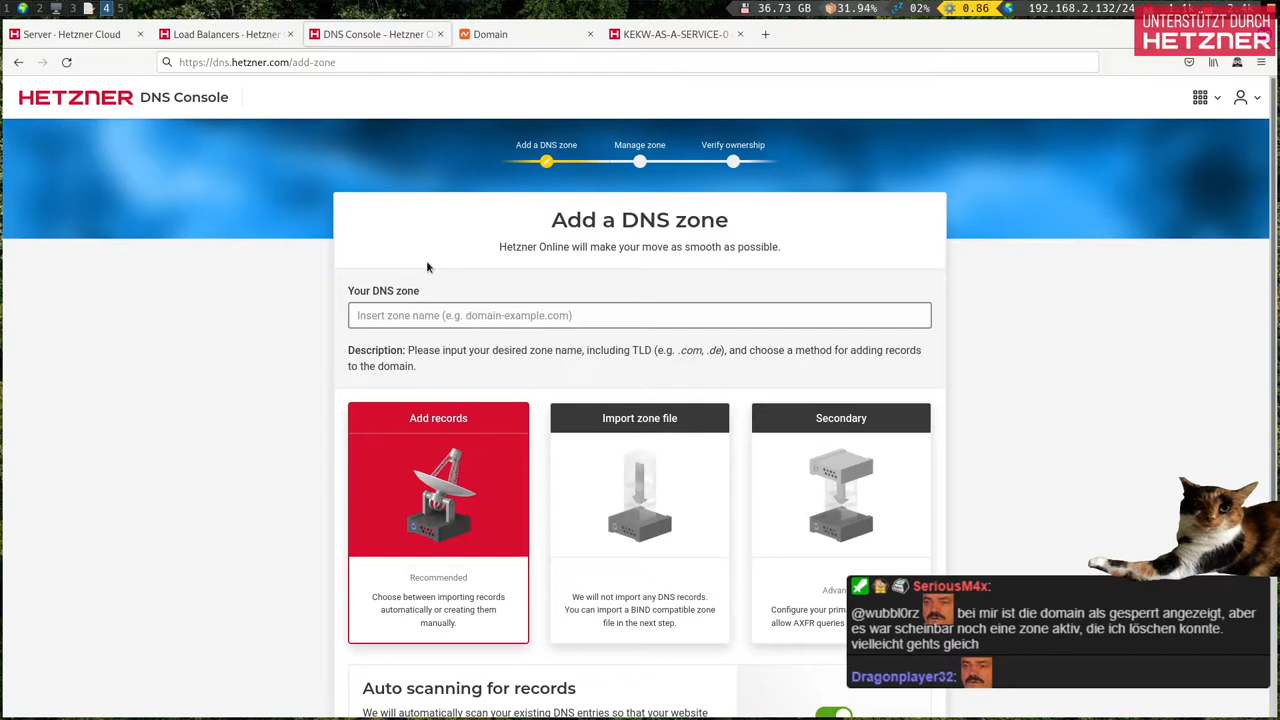 1 2 3 4 5
36.73 GB 31.94% 0.86 192.168.2.132/24
UNTERSTÜTZT DURCH
HETZNER
Server · Hetzner Cloud
Load Balancers · Hetzner
DNS Console - Hetzner O
Domain
KEKW-AS-A-SERVICE-0
https://dns.hetzner.com/add-zone
HETZNER DNS Console
Add a DNS zone
Manage zone
Verify ownership
Add a DNS zone
Hetzner Online will make your move as smooth as possible.
Your DNS zone
Insert zone name (e.g. domain-example.com)
Description: Please input your desired zone name, including TLD (e.g. .com, .de), and choose a method for adding records
to the domain.
Add records
Recommended
Choose between importing records
automatically or creating them
manually.
Import zone file
We will not import any DNS records.
You can import a BIND compatible zone
file in the next step.
Secondary
Advan
Configure your prim
allow AXFR queries
Auto scanning for records
We will automatically scan your existing DNS entries so that your website
SeriousM4x:
@wubbl0rz bei mir ist die domain als gesperrt angezeigt, aber
es war scheinbar noch eine zone aktiv, die ich löschen konnte.
vielleicht gehts gleich
Dragonplayer32: